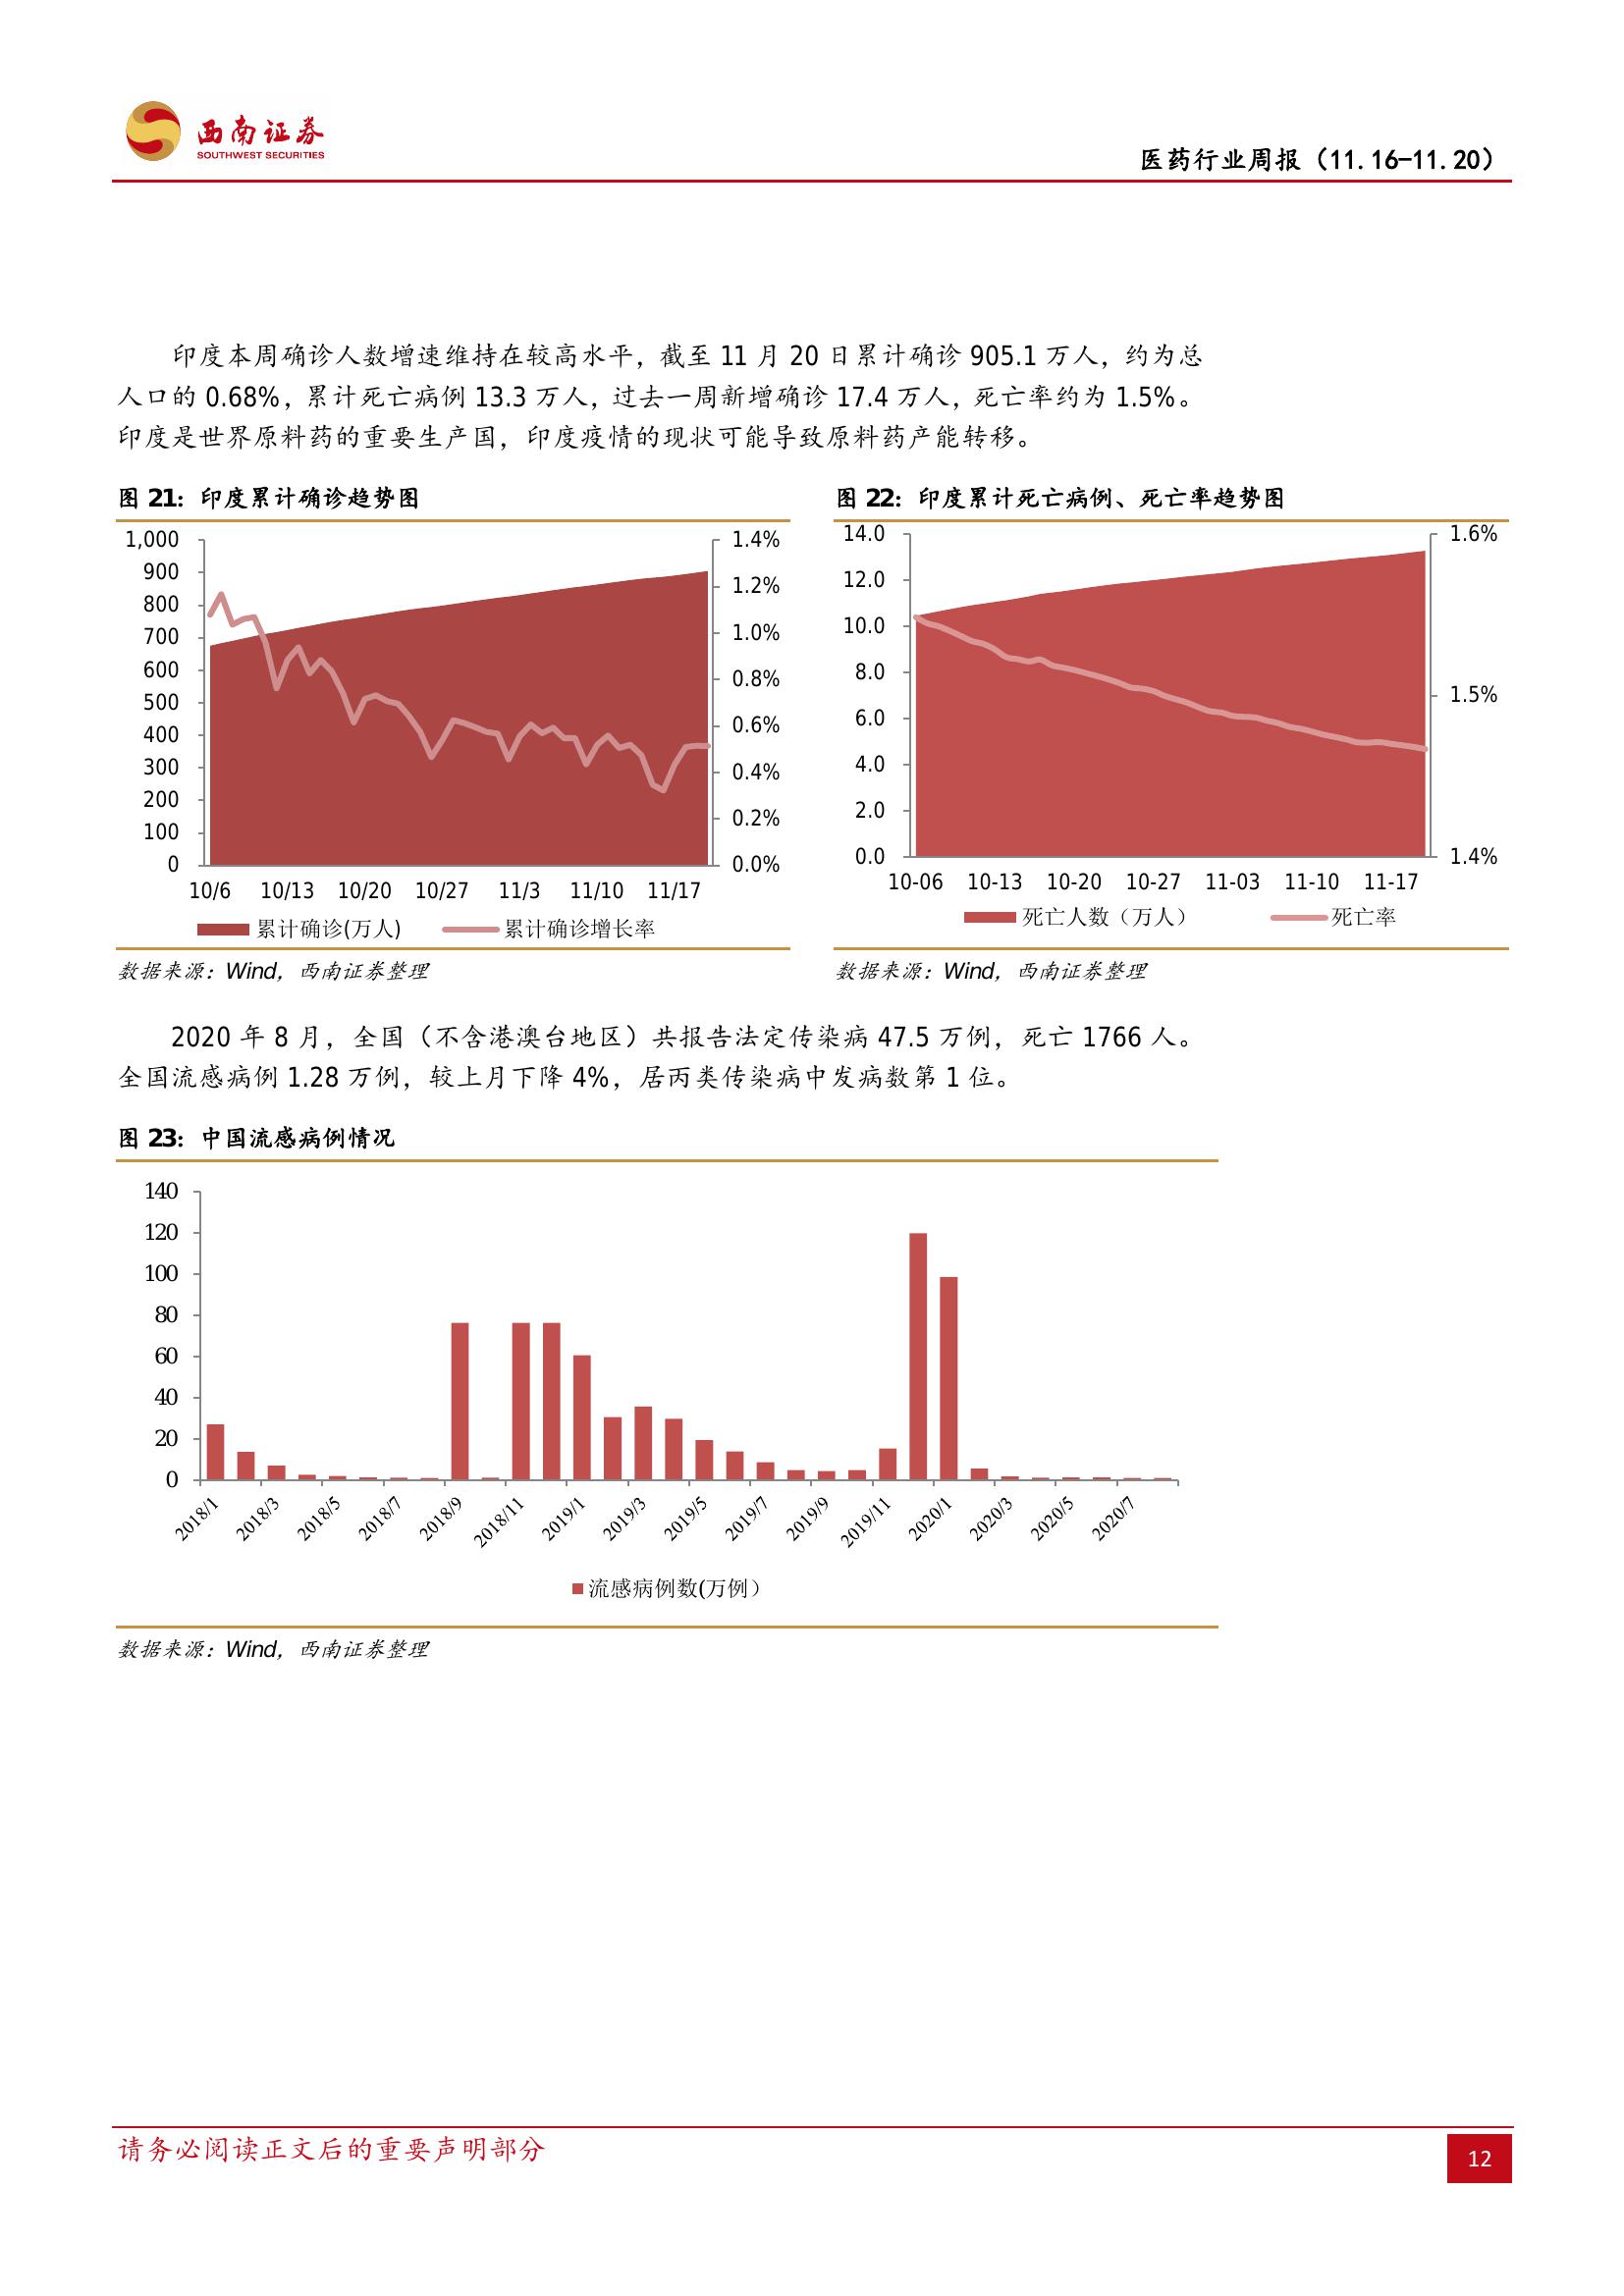 西南证券
SOUTHWEST SECURITIES
医药行业周报（11.16-11.20）
印度本周确诊人数增速维持在较高水平，截至 11 月 20 日累计确诊 905.1 万人，约为总
人口的 0.68%，累计死亡病例 13.3 万人，过去一周新增确诊 17.4 万人，死亡率约为 1.5%。
印度是世界原料药的重要生产国，印度疫情的现状可能导致原料药产能转移。
图 21：印度累计确诊趋势图
1,000
900
800
700
600
500
400
300
200
100
0
1.4%
1.2%
1.0%
0.8%
0.6%
0.4%
0.2%
0.0%
10/6 10/13 10/20 10/27 11/3 11/10 11/17
累计确诊(万人) 累计确诊增长率
数据来源：Wind，西南证券整理
图 22：印度累计死亡病例、死亡率趋势图
14.0
12.0
10.0
8.0
6.0
4.0
2.0
0.0
1.6%
1.5%
1.4%
10-06 10-13 10-20 10-27 11-03 11-10 11-17
死亡人数（万人） 死亡率
数据来源：Wind，西南证券整理
2020 年 8 月，全国（不含港澳台地区）共报告法定传染病 47.5 万例，死亡 1766 人。
全国流感病例 1.28 万例，较上月下降 4%，居丙类传染病中发病数第 1 位。
图 23：中国流感病例情况
140
120
100
80
60
40
20
0
2018/1 2018/3 2018/5 2018/7 2018/9 2018/11 2019/1 2019/3 2019/5 2019/7 2019/9 2019/11 2020/1 2020/3 2020/5 2020/7
流感病例数(万例）
数据来源：Wind，西南证券整理
请务必阅读正文后的重要声明部分
12